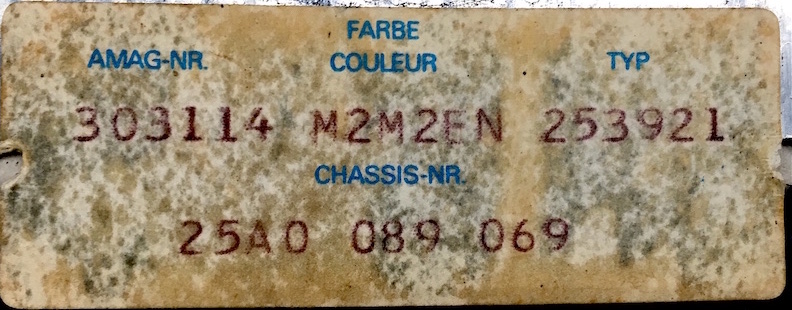 FARBE
AMAG-NR. COULEUR TYP
303114 M2M2EN 253921
CHASSIS-NR.
25A0 089 069